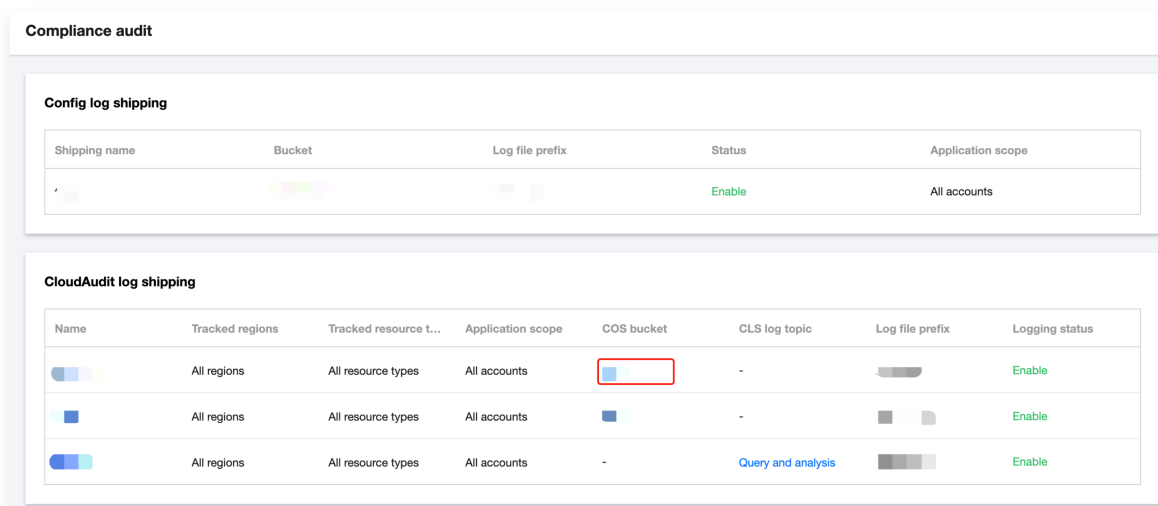 Compliance audit
Config log shipping
Shipping name Bucket Log file prefix Status Application scope
Enable All accounts
CloudAudit log shipping
Name Tracked regions Tracked resource t... Application scope COS bucket CLS log topic Log file prefix Logging status
All regions All resource types All accounts - Enable
All regions All resource types All accounts - Enable
All regions All resource types All accounts - Query and analysis Enable